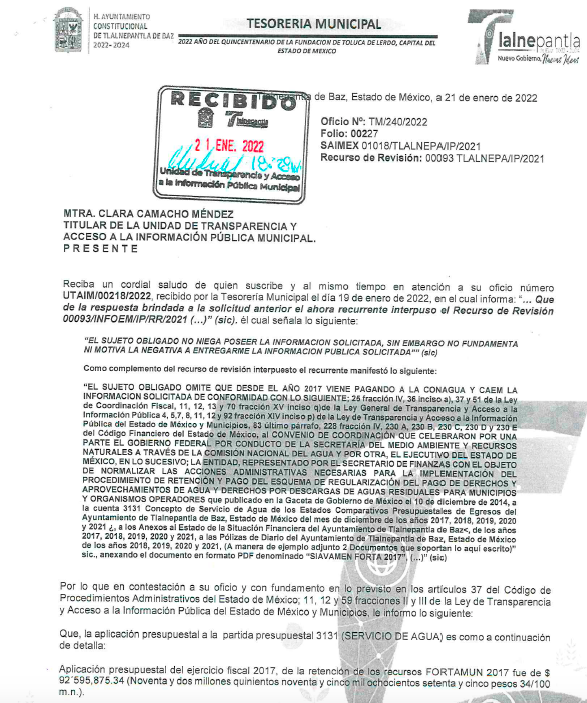 H. AYUNTAMIENTO
CONSTITUCIONAL
DE TLALNEPANTLA DE BAZ
2022- 2024
TESORERIA MUNICIPAL
2022 AÑO DEL QUINCENTENARIO DE LA FUNDACION DE TOLUCA DE LERDO, CAPITAL DEL
ESTADO DE MEXICO
Tlalnepantla
Nuevo Gobierno,
Tlalnepantla de Baz, Estado de México, a 21 de enero de 2022
RECIBIDO
Tlalnepantla
21 ENE. 2022
Unidad de Transparencia y Acceso
a la Información Pública Municipal
Oficio Nº: TM/240/2022
Folio: 00227
SAIMEX 01018/TLALNEPA/IP/2021
Recurso de Revisión: 00093 TLALNEPA/IP/2021
MTRA. CLARA CAMACHO MÉNDEZ
TITULAR DE LA UNIDAD DE TRANSPARENCIA Y
ACCESO A LA INFORMACIÓN PÚBLICA MUNICIPAL.
P R E S E N T E
Reciba un cordial saludo de quien suscribe y al mismo tiempo en atención a su oficio número
UTAIM/00218/2022, recibido por la Tesorería Municipal el día 19 de enero de 2022, en el cual informa: “... Que
de la respuesta brindada a la solicitud anterior el ahora recurrente interpuso el Recurso de Revisión
00093/INFOEM/IP/RR/2021 (...)” (sic). él cual señala lo siguiente:
“EL SUJETO OBLIGADO NO NIEGA POSEER LA INFORMACION SOLICITADA, SIN EMBARGO NO FUNDAMENTA
NI MOTIVA LA NEGATIVA A ENTREGARME LA INFORMACION PUBLICA SOLICITADA”” (sic)
Como complemento del recurso de revisión interpuesto el recurrente manifestó lo siguiente:
“EL SUJETO OBLIGADO OMITE QUE DESDE EL AÑO 2017 VIENE PAGANDO A LA CONAGUA Y CAEM LA
INFORMACION SOLICITADA DE CONFORMIDAD CON LO SIGUIENTE; 25 fracción IV, 36 inciso a), 37 y 51 de la Ley
de Coordinación Fiscal, 11, 12, 13 y 70 fracción XV inciso q)de la Ley General de Transparencia y Acceso a la
Información Pública 4, 5,7, 8, 11, 12 y 92 fracción XIV inciso p) de la Ley de Transparencia y Acceso a la Información
Pública del Estado de México y Municipios, 83 último párrafo, 228 fracción IV, 230 A, 230 B, 230 C, 230 D y 230 E
del Código Financiero del Estado de México, al CONVENIO DE COORDINACIÓN QUE CELEBRARON POR UNA
PARTE EL GOBIERNO FEDERAL POR CONDUCTO DE LA SECRETARIA DEL MEDIO AMBIENTE Y RECURSOS
NATURALES A TRAVÉS DE LA COMISIÓN NACIONAL DEL AGUA Y POR OTRA, EL EJECUTIVO DEL ESTADO DE
MÉXICO, EN LO SUCESIVO; LA ENTIDAD, REPRESENTADO POR EL SECRETARIO DE FINANZAS CON EL OBJETO
DE NORMALIZAR LAS ACCIONES ADMINISTRATIVAS NECESARIAS PARA LA IMPLEMENTACIÓN DEL
PROCEDIMIENTO DE RETENCIÓN Y PAGO DEL ESQUEMA DE REGULARIZACIÓN DEL PAGO DE DERECHOS Y
APROVECHAMIENTOS DE AGUA Y DERECHOS POR DESCARGAS DE AGUAS RESIDUALES PARA MUNICIPIOS
Y ORGANISMOS OPERADORES que publicado en la Gaceta de Gobierno de México el 10 de diciembre de 2014, a
la cuenta 3131 Concepto de Servicio de Agua de los Estados Comparativos Presupuestales de Egresos del
Ayuntamiento de Tlalnepantla de Baz, Estado de México del mes de diciembre de los años 2017, 2018, 2019, 2020
y 2021 ¿, a los Anexos al Estado de la Situación Financiera del Ayuntamiento de Tlalnepantla de Baz<, de los años
2017, 2018, 2019, 2020 y 2021, a las Pólizas de Diario del Ayuntamiento de Tlalnepantla de Baz, Estado de México
de los años 2018, 2019, 2020 y 2021, (A manera de ejemplo adjunto 2 Documentos que soportan lo aquí escrito)”
sic., anexando el documento en formato PDF denominado “SIAVAMEN FORTA 2017”, (...)” (sic)
Por lo que en contestación a su oficio y con fundamento en lo previsto en los artículos 37 del Código de
Procedimientos Administrativos del Estado de México; 11, 12 y 59 fracciones II y III de la Ley de Transparencia
y Acceso a la Información Pública del Estado de México y Municipios, le informo lo siguiente:
Que, la aplicación presupuestal a la partida presupuestal 3131 (SERVICIO DE AGUA) es como a continuación
de detalla:
Aplicación presupuestal del ejercicio fiscal 2017, de la retención de los recursos FORTAMUN 2017 fue de $
92´595,875.34 (Noventa y dos millones quinientos noventa y cinco mil ochocientos setenta y cinco pesos 34/100
m.n.).